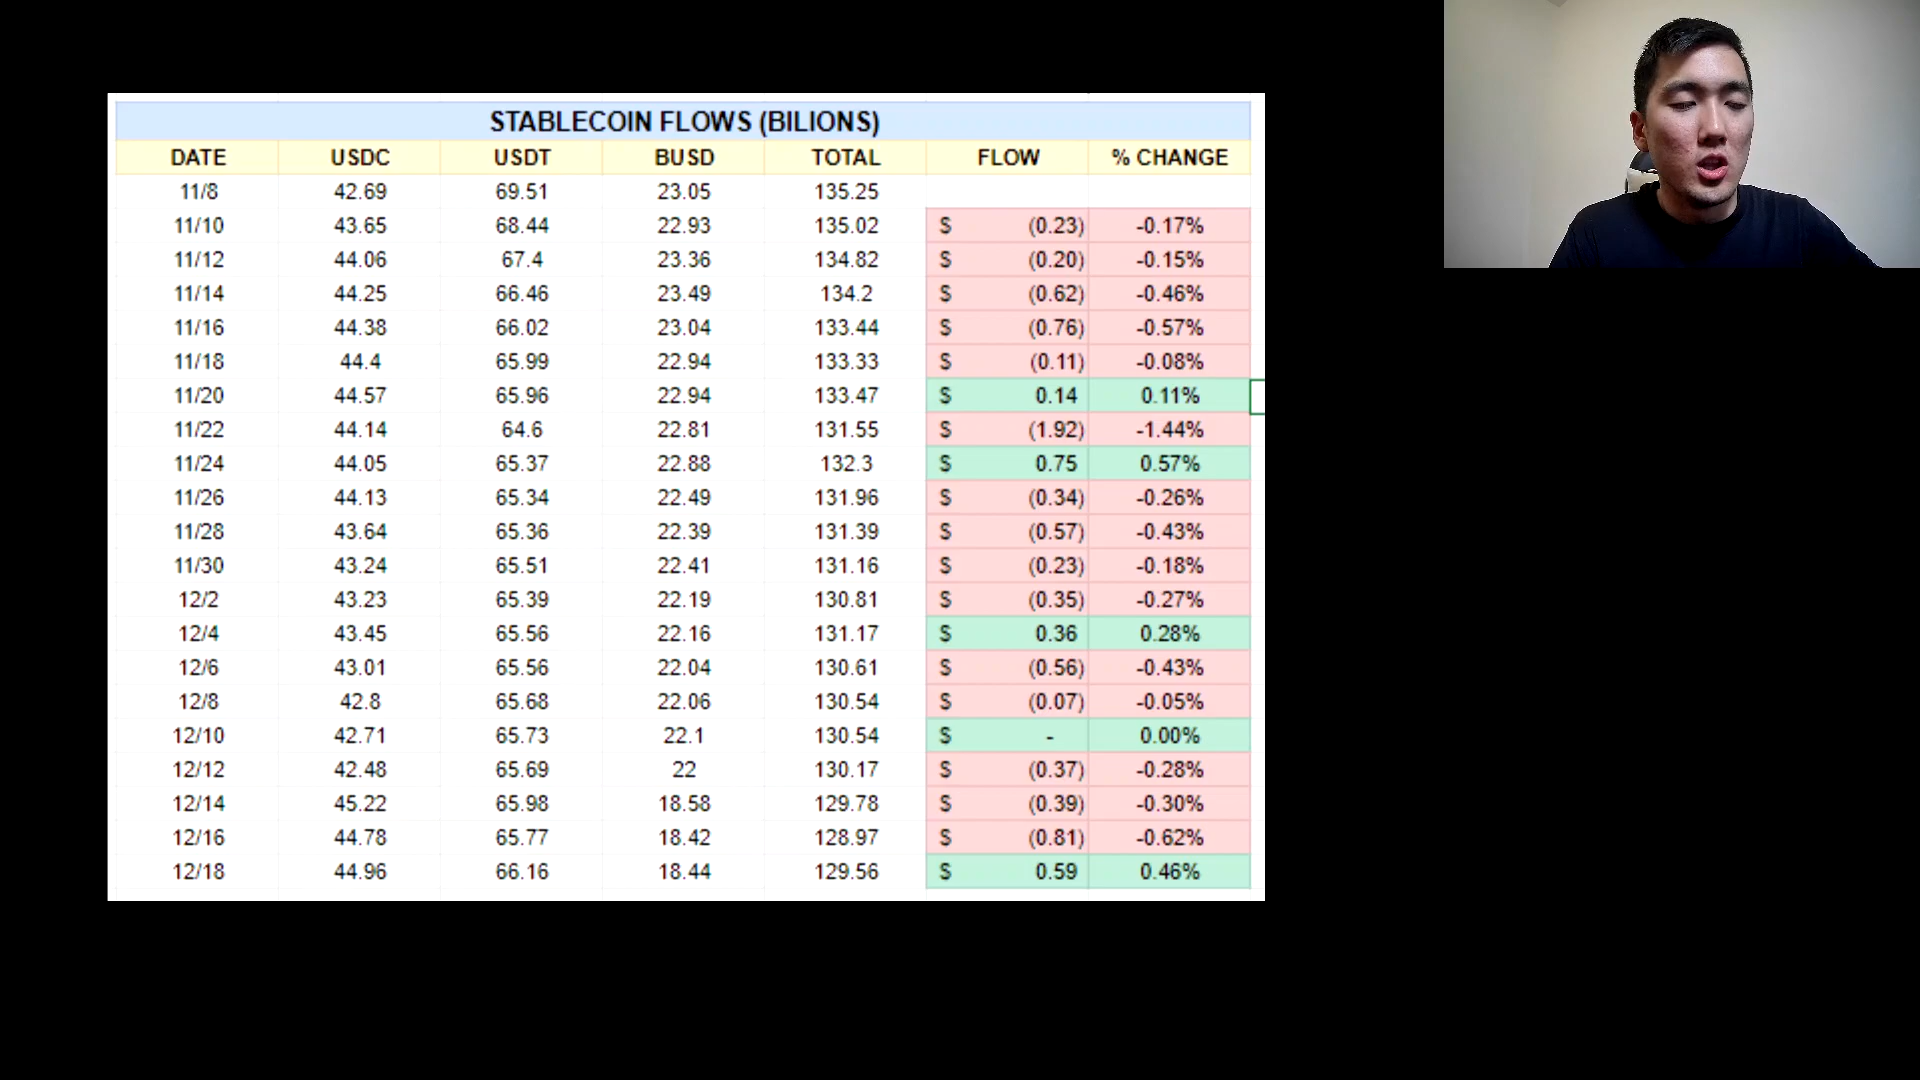 STABLECOIN FLOWS (BILIONS)
DATE USDC USDT BUSD TOTAL FLOW % CHANGE
11/8 42.69 69.51 23.05 135.25
11/10 43.65 68.44 22.93 135.02 $ (0.23) -0.17%
11/12 44.06 67.4 23.36 134.82 $ (0.20) -0.15%
11/14 44.25 66.46 23.49 134.2 $ (0.62) -0.46%
11/16 44.38 66.02 23.04 133.44 $ (0.76) -0.57%
11/18 44.4 65.99 22.94 133.33 $ (0.11) -0.08%
11/20 44.57 65.96 22.94 133.47 $ 0.14 0.11%
11/22 44.14 64.6 22.81 131.55 $ (1.92) -1.44%
11/24 44.05 65.37 22.88 132.3 $ 0.75 0.57%
11/26 44.13 65.34 22.49 131.96 $ (0.34) -0.26%
11/28 43.64 65.36 22.39 131.39 $ (0.57) -0.43%
11/30 43.24 65.51 22.41 131.16 $ (0.23) -0.18%
12/2 43.23 65.39 22.19 130.81 $ (0.35) -0.27%
12/4 43.45 65.56 22.16 131.17 $ 0.36 0.28%
12/6 43.01 65.56 22.04 130.61 $ (0.56) -0.43%
12/8 42.8 65.68 22.06 130.54 $ (0.07) -0.05%
12/10 42.71 65.73 22.1 130.54 $ - 0.00%
12/12 42.48 65.69 22 130.17 $ (0.37) -0.28%
12/14 45.22 65.98 18.58 129.78 $ (0.39) -0.30%
12/16 44.78 65.77 18.42 128.97 $ (0.81) -0.62%
12/18 44.96 66.16 18.44 129.56 $ 0.59 0.46%